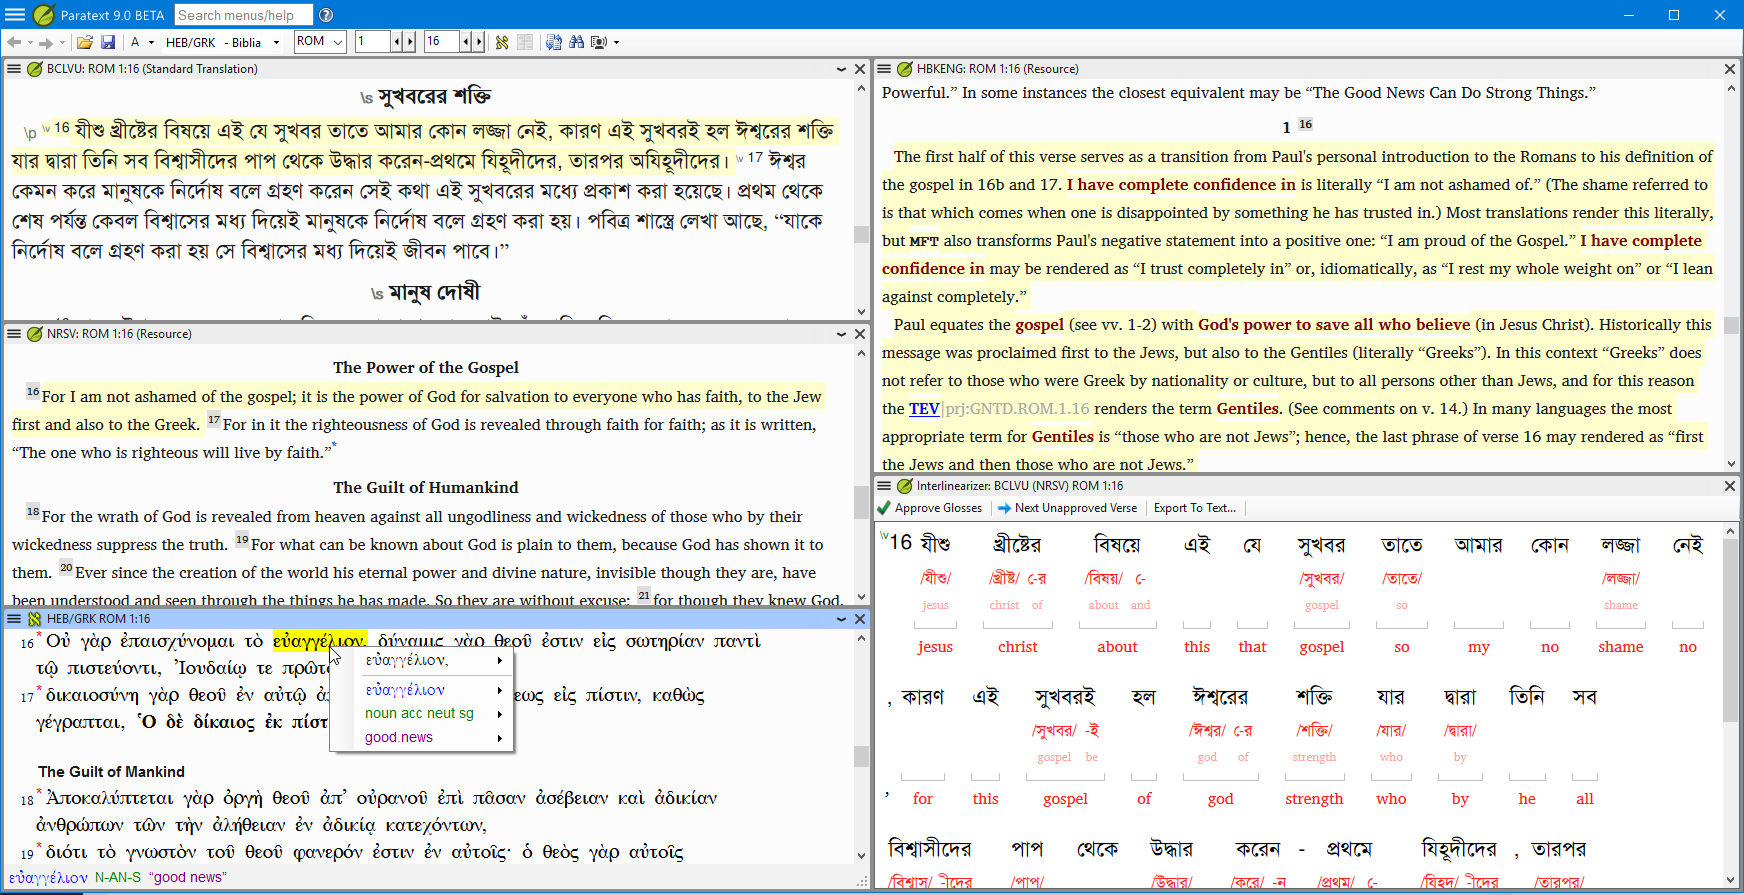 Paratext 9.0 BETA
Search menus/help
A
HEB/GRK - Biblia
ROM
1
16
BCLVU: ROM 1:16 (Standard Translation)
\s সুখবরের শক্তি
\p \v 16 যীশু খ্রীষ্টের বিষয়ে এই যে সুখবর তাতে আমার কোন লজ্জা নেই, কারণ এই সুখবরই হল ঈশ্বরের শক্তি
যার দ্বারা তিনি সব বিশ্বাসীদের পাপ থেকে উদ্ধার করেন-প্রথমে যিহূদীদের, তারপর অযিহূদীদের। \v 17 ঈশ্বর
কেমন করে মানুষকে নির্দোষ বলে গ্রহণ করেন সেই কথা এই সুখবরের মধ্যে প্রকাশ করা হয়েছে। প্রথম থেকে
শেষ পর্যন্ত কেবল বিশ্বাসের মধ্য দিয়েই মানুষকে নির্দোষ বলে গ্রহণ করা হয়। পবিত্র শাস্ত্রে লেখা আছে, “যাকে
নির্দোষ বলে গ্রহণ করা হয় সে বিশ্বাসের মধ্য দিয়েই জীবন পাবে।”
\s মানুষ দোষী
NRSV: ROM 1:16 (Resource)
The Power of the Gospel
16 For I am not ashamed of the gospel; it is the power of God for salvation to everyone who has faith, to the Jew
first and also to the Greek. 17 For in it the righteousness of God is revealed through faith for faith; as it is written,
“The one who is righteous will live by faith.”*
The Guilt of Humankind
18 For the wrath of God is revealed from heaven against all ungodliness and wickedness of those who by their
wickedness suppress the truth. 19 For what can be known about God is plain to them, because God has shown it to
them. 20 Ever since the creation of the world his eternal power and divine nature, invisible though they are, have
been understood and seen through the things he has made. So they are without excuse; 21 for though they knew God,
HEB/GRK ROM 1:16
16 * Οὐ γὰρ ἐπαισχύνομαι τὸ εὐαγγέλιον, δύναμις γὰρ θεοῦ ἐστιν εἰς σωτηρίαν παντὶ
τῷ πιστεύοντι, Ἰουδαίῳ τε πρῶτο
17 * δικαιοσύνη γὰρ θεοῦ ἐν αὐτῷ ἀ εως εἰς πίστιν, καθὼς
γέγραπται, Ὁ δὲ δίκαιος ἐκ πίστ
εὐαγγέλιον,
εὐαγγέλιον
noun acc neut sg
good.news
The Guilt of Mankind
18 * Ἀποκαλύπτεται γὰρ ὀργὴ θεοῦ ἀπ’ οὐρανοῦ ἐπὶ πᾶσαν ἀσέβειαν καὶ ἀδικίαν
ἀνθρώπων τῶν τὴν ἀλήθειαν ἐν ἀδικίᾳ κατεχόντων,
19 * διότι τὸ γνωστὸν τοῦ θεοῦ φανερόν ἐστιν ἐν αὐτοῖς· ὁ θεὸς γὰρ αὐτοῖς
εὐαγγέλιον N-AN-S “good news”
HBKENG: ROM 1:16 (Resource)
Powerful.” In some instances the closest equivalent may be “The Good News Can Do Strong Things.”
1 16
The first half of this verse serves as a transition from Paul's personal introduction to the Romans to his definition of
the gospel in 16b and 17. I have complete confidence in is literally “I am not ashamed of.” (The shame referred to
is that which comes when one is disappointed by something he has trusted in.) Most translations render this literally,
but MFT also transforms Paul's negative statement into a positive one: “I am proud of the Gospel.” I have complete
confidence in may be rendered as “I trust completely in” or, idiomatically, as “I rest my whole weight on” or “I lean
against completely.”
Paul equates the gospel (see vv. 1-2) with God's power to save all who believe (in Jesus Christ). Historically this
message was proclaimed first to the Jews, but also to the Gentiles (literally “Greeks”). In this context “Greeks” does
not refer to those who were Greek by nationality or culture, but to all persons other than Jews, and for this reason
the TEV|prj:GNTD.ROM.1.16 renders the term Gentiles. (See comments on v. 14.) In many languages the most
appropriate term for Gentiles is “those who are not Jews”; hence, the last phrase of verse 16 may rendered as “first
the Jews and then those who are not Jews.”
Interlinearizer: BCLVU (NRSV) ROM 1:16
Approve Glosses
Next Unapproved Verse
Export To Text...
\v 16 যীশু খ্রীষ্টের বিষয়ে এই যে সুখবর তাতে আমার কোন লজ্জা নেই
/যীশু/ /খ্রীষ্ট/ ে-র /বিষয়/ ে- /সুখবর/ /তাতে/ /লজ্জা/
jesus christ of about and gospel so shame
jesus christ about this that gospel so my no shame no
, কারণ এই সুখবরই হল ঈশ্বরের শক্তি যার দ্বারা তিনি সব
/সুখবর/ -ই /ঈশ্বর/ ে-র /শক্তি/ /যার/ /দ্বারা/
gospel be god of strength who by
, for this gospel of god strength who by he all
বিশ্বাসীদের পাপ থেকে উদ্ধার করেন - প্রথমে যিহূদীদের , তারপর
/বিশ্বাস/ -ীদের /পাপ/ /উদ্ধার/ /করে/ -ন /প্রথম/ ে- /যিহূদ/ -ীদের /তারপর/